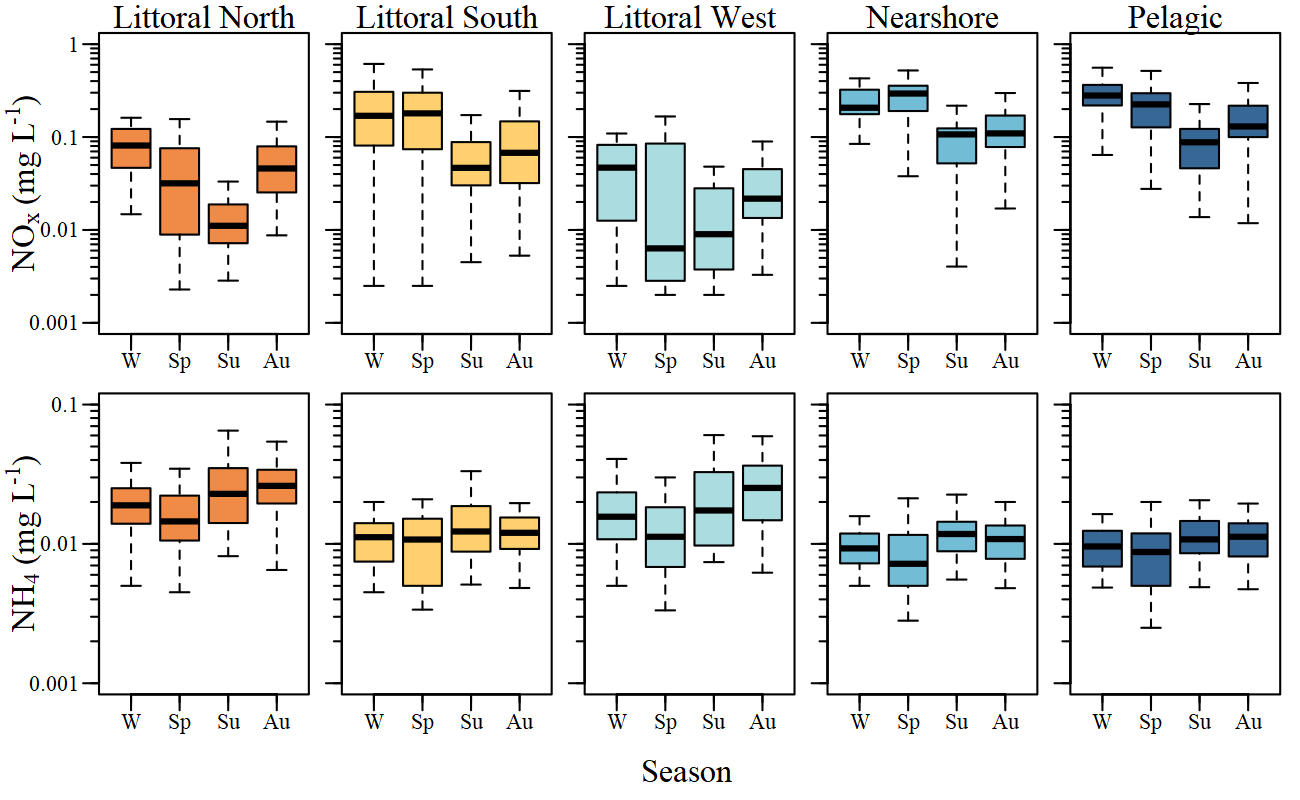 Littoral North Littoral South Littoral West Nearshore Pelagic
NOx (mg L-1)
1
0.1
0.01
0.001
W Sp Su Au W Sp Su Au W Sp Su Au W Sp Su Au W Sp Su Au
NH4 (mg L-1)
0.1
0.01
0.001
W Sp Su Au W Sp Su Au W Sp Su Au W Sp Su Au W Sp Su Au
Season